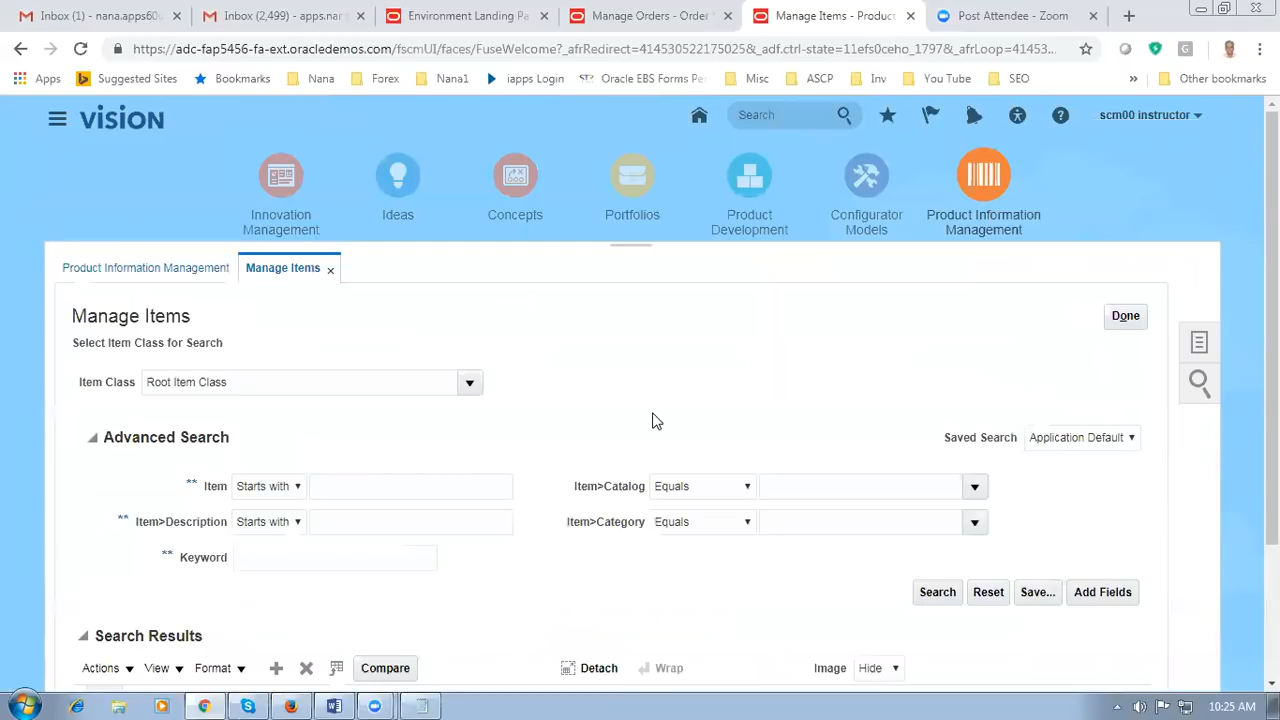 Inbox (1) - nana.apps60
Inbox (2,499) - apps.nar
Environment Landing Pa
Manage Orders - Order
Manage Items - Product
Post Attendee - Zoom
https://adc-fap5456-fa-ext.oracledemos.com/fscmUI/faces/FuseWelcome?_afrRedirect=414530522175025&_adf.ctrl-state=11efs0ceho_1797&_afrLoop=41453...
Apps Suggested Sites Bookmarks Nana Forex Nana1 iapps Login Oracle EBS Forms Per Misc ASCP Inv You Tube SEO » Other bookmarks
vision Search scm00 instructor
Innovation Management
Ideas
Concepts
Portfolios
Product Development
Configurator Models
Product Information Management
Product Information Management Manage Items
Manage Items Done
Select Item Class for Search
Item Class Root Item Class
Advanced Search Saved Search Application Default
** Item Starts with Item>Catalog Equals
** Item>Description Starts with Item>Category Equals
** Keyword
Search Reset Save... Add Fields
Search Results
Actions View Format Compare Detach Wrap Image Hide
10:25 AM